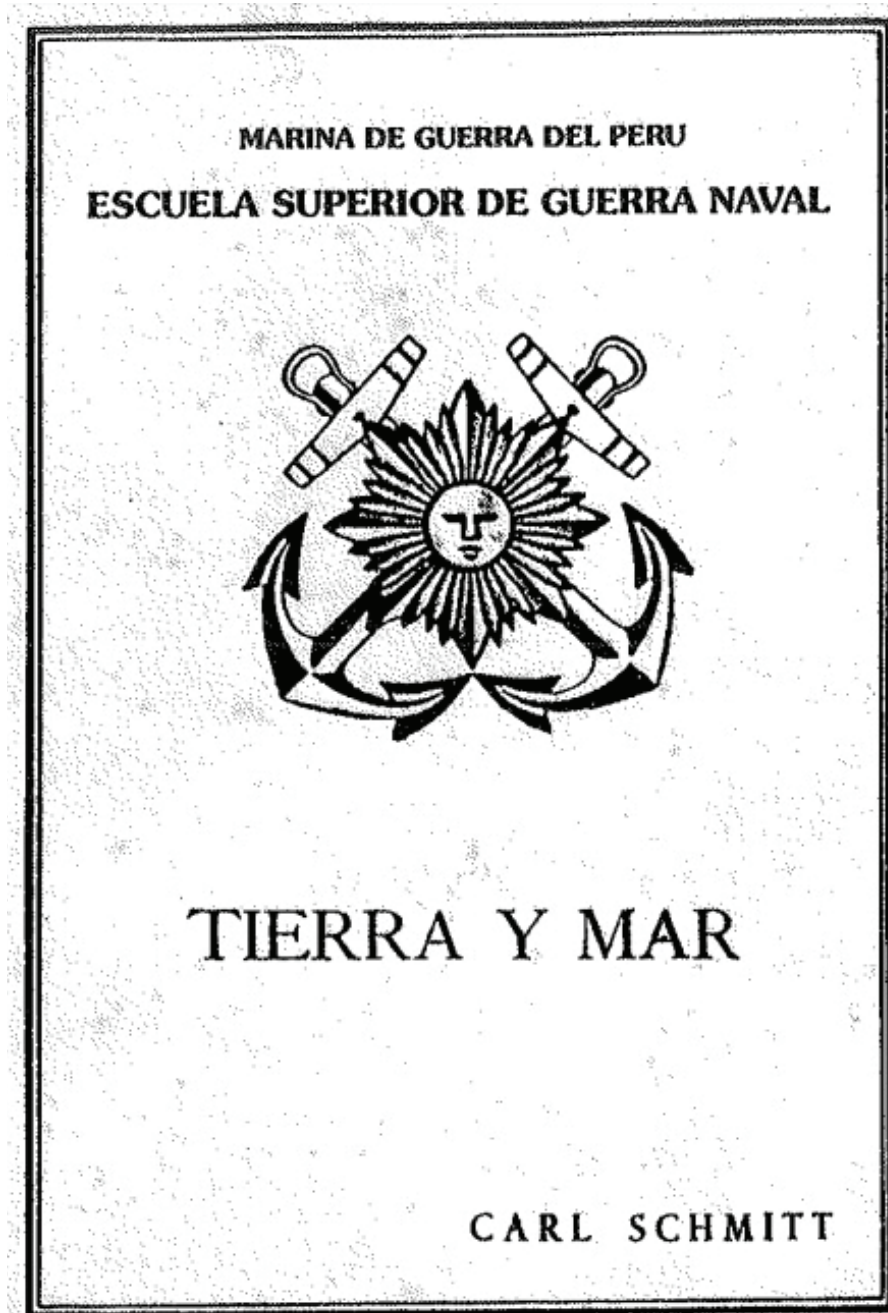 MARINA DE GUERRA DEL PERU
ESCUELA SUPERIOR DE GUERRA NAVAL
TIERRA Y MAR
CARL SCHMITT